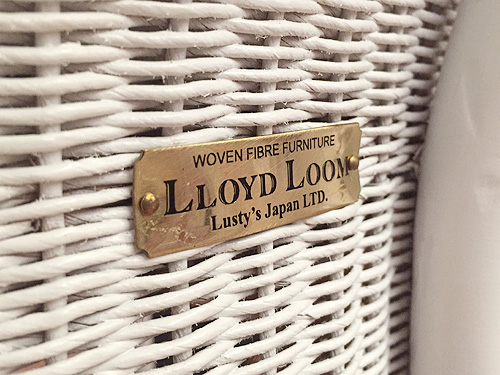 WOVEN FIBRE FURNITURE
LLOYD LOOM
Lusty's Japan LTD.